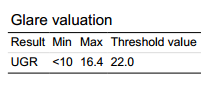 Glare valuation
Result Min Max Threshold value
UGR <10 16.4 22.0